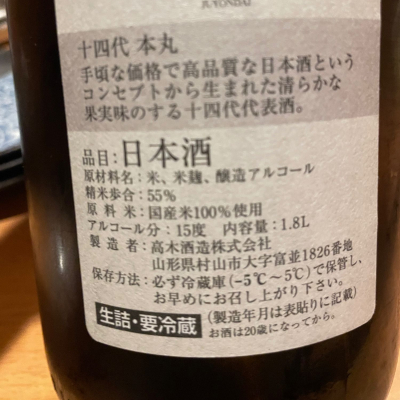 JUYONDAI
十四代 本丸
手頃な価格で高品質な日本酒という
コンセプトから生まれた清らかな
果実味のする十四代代表酒。
品目：日本酒
原材料名：米、米麹、醸造アルコール
精米歩合：55%
原料米：国産米100%使用
アルコール分：15度 内容量：1.8L
製造者：高木酒造株式会社
山形県村山市大字富並1826番地
保存方法：必ず冷蔵庫(−5℃～5℃)で保管し、
お早めにお召し上がり下さい。
生詰・要冷蔵
(製造年月は表貼りに記載)
お酒は20歳になってから。